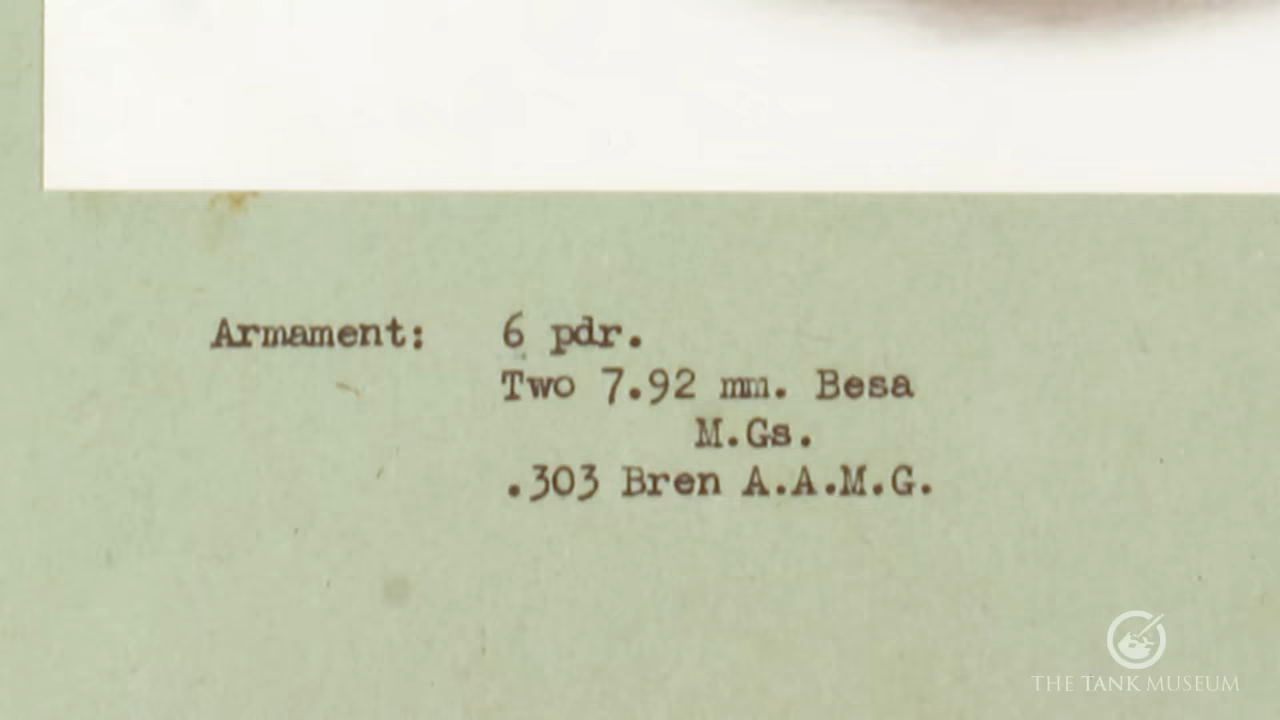 Armament: 6 pdr.
Two 7.92 mm. Besa
M.Gs.
.303 Bren A.A.M.G.
THE TANK MUSEUM